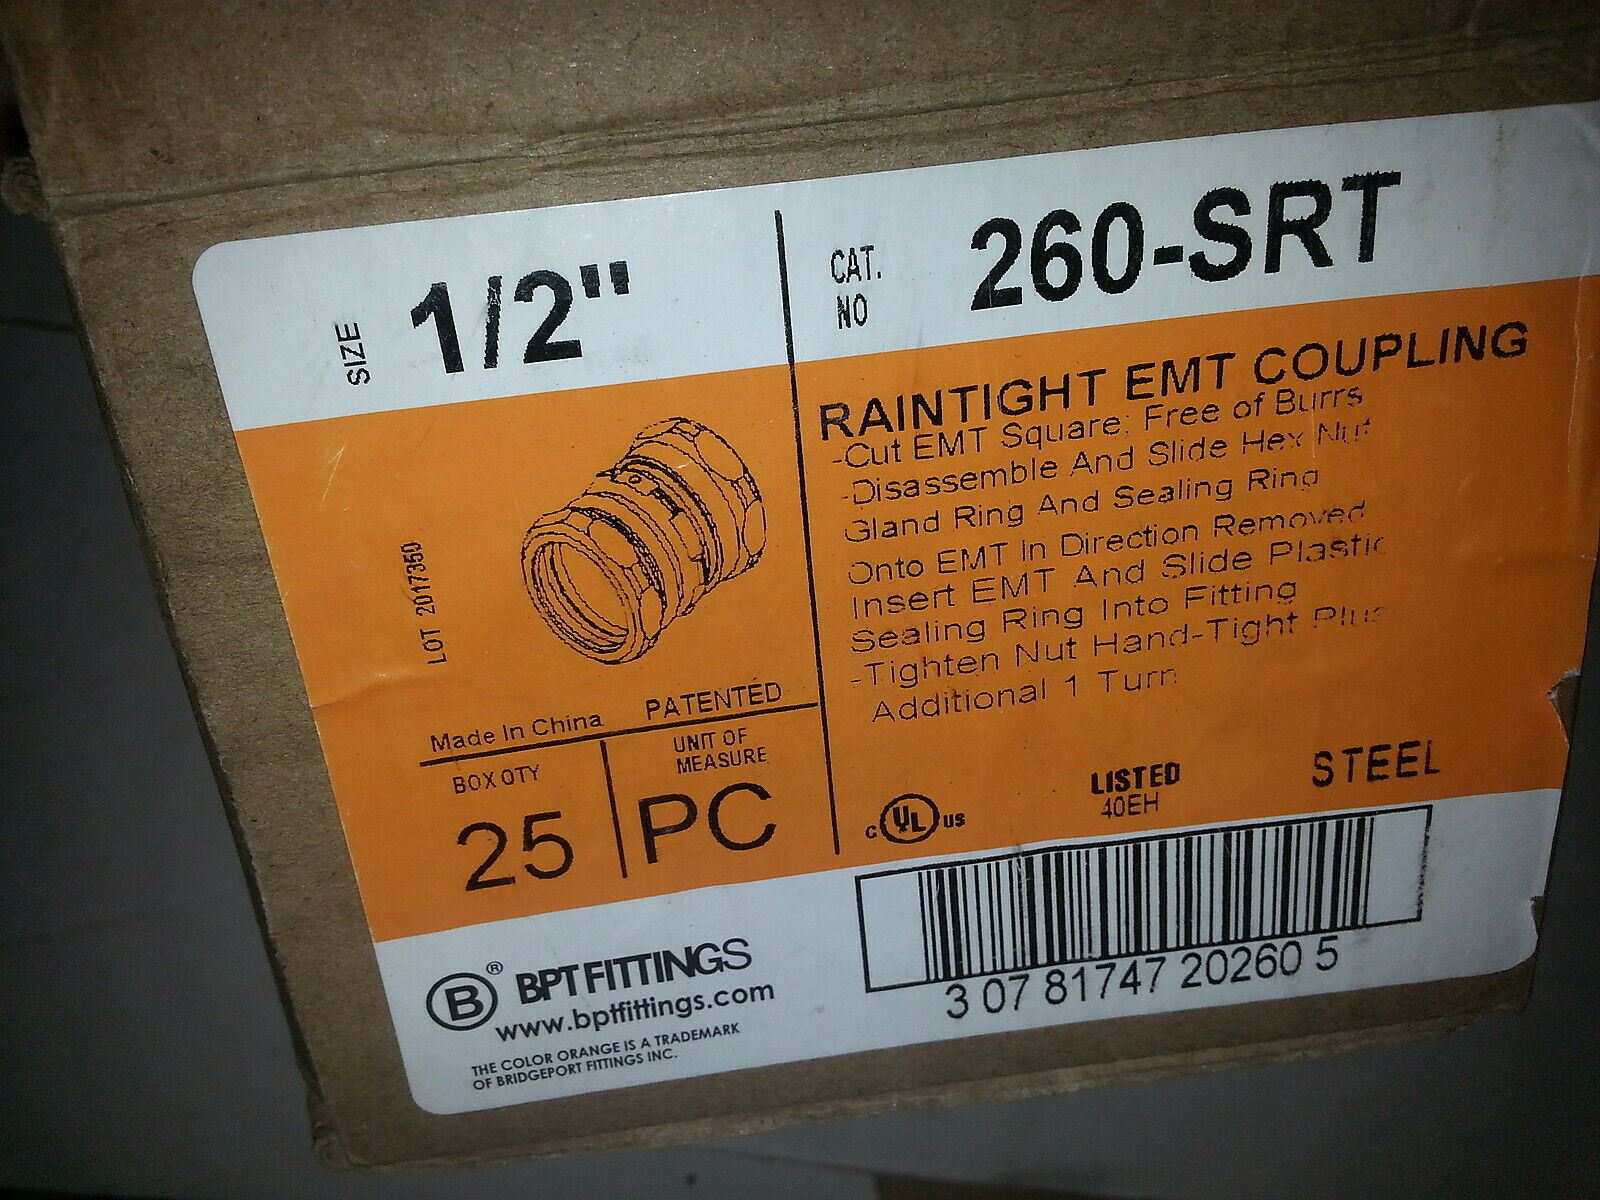 SIZE 1/2"
CAT. NO 260-SRT
RAINTIGHT EMT COUPLING
-Cut EMT Square; Free of Burrs
-Disassemble And Slide Hex Nut
Gland Ring And Sealing Ring
Onto EMT In Direction Removed
Insert EMT And Slide Plastic
Sealing Ring Into Fitting
-Tighten Nut Hand-Tight Plus
Additional 1 Turn
LOT 2017350
Made In China
PATENTED
BOX QTY
25
UNIT OF
MEASURE
PC
C UL US
LISTED
40EH
STEEL
B ® BPT FITTINGS
www.bptfittings.com
THE COLOR ORANGE IS A TRADEMARK
OF BRIDGEPORT FITTINGS INC.
3 07 81747 20260 5